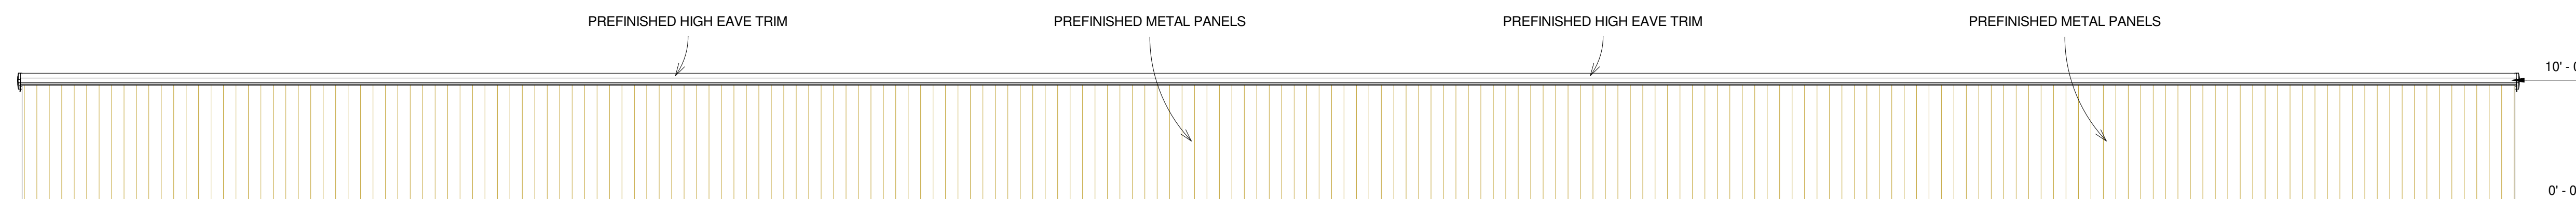 PREFINISHED HIGH EAVE TRIM
PREFINISHED METAL PANELS
PREFINISHED HIGH EAVE TRIM
PREFINISHED METAL PANELS
10' - 0
0' - 0